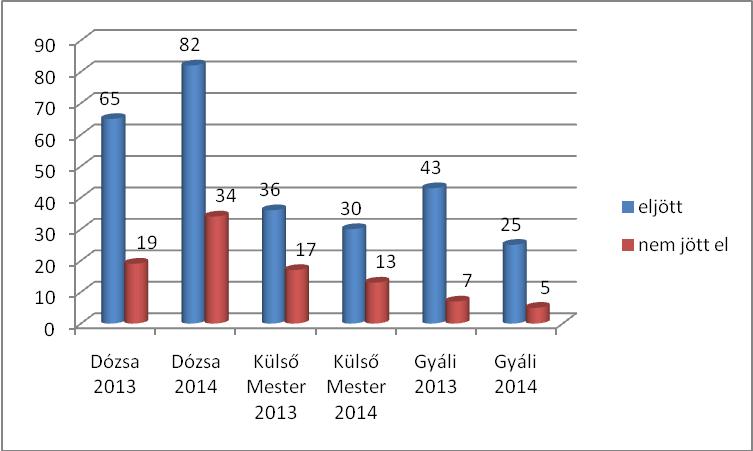 90
80
70
60
50
40
30
20
10
0
65
19
82
34
36
17
30
13
43
7
25
5
Dózsa
2013
Dózsa
2014
Külső
Mester
2013
Külső
Mester
2014
Gyáli
2013
Gyáli
2014
eljött
nem jött el